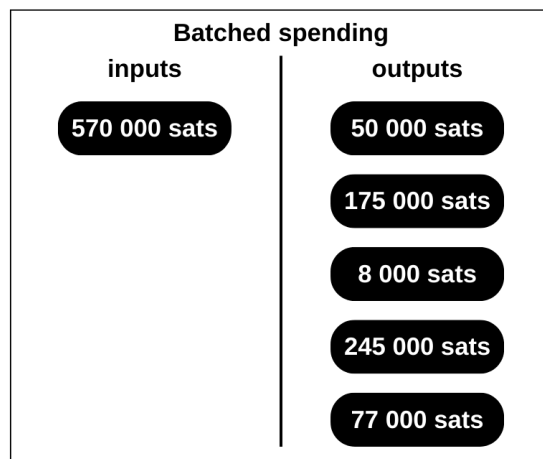 Batched spending
inputs
outputs
570 000 sats
50 000 sats
175 000 sats
8 000 sats
245 000 sats
77 000 sats